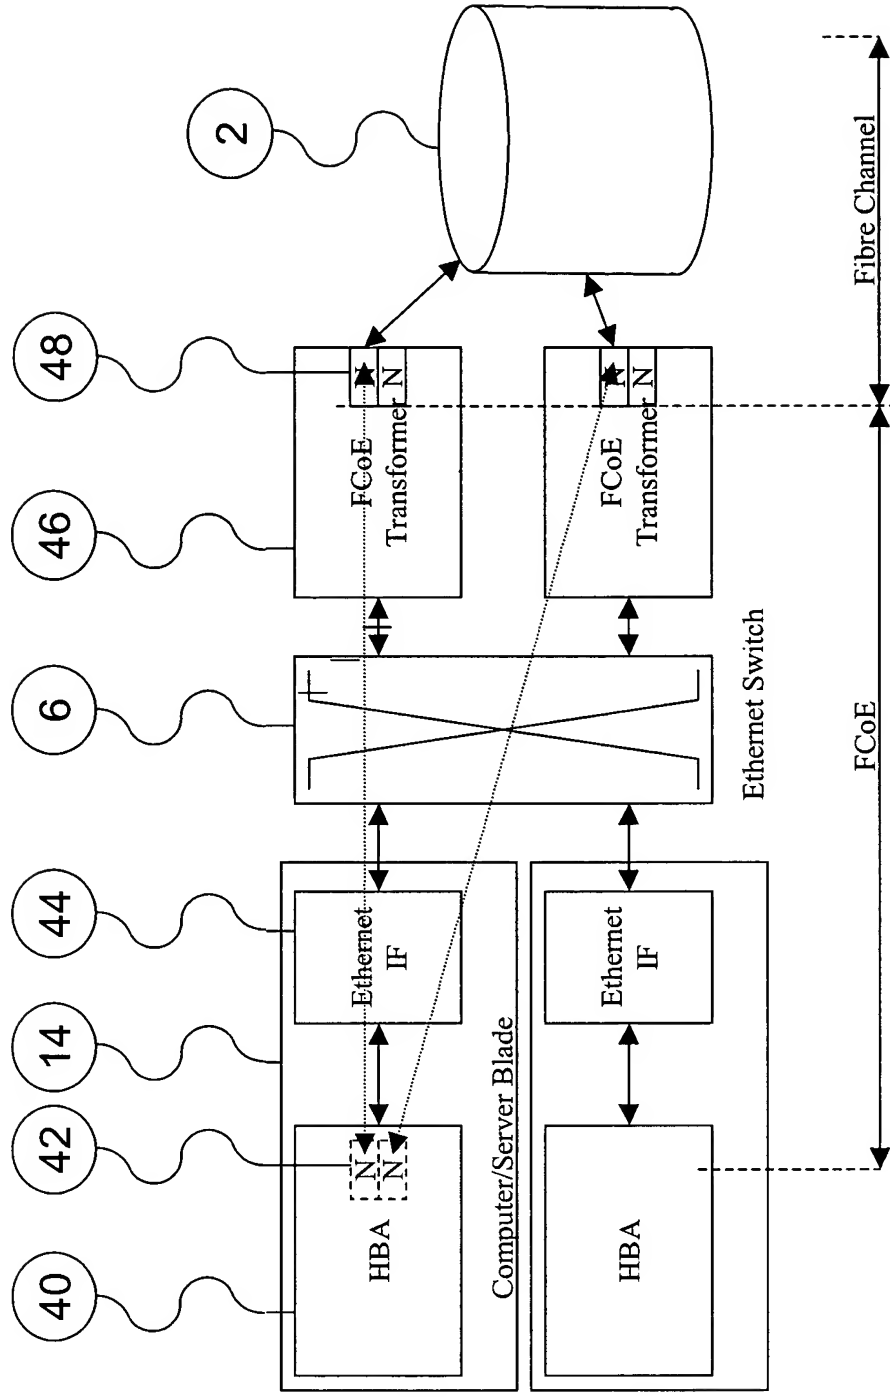 40
42
14
44
6
46
48
2
HBA
N
N
Ethernet
IF
Computer/Server Blade
FCoE
Transformer
N
N
HBA
Ethernet
IF
FCoE
Transformer
N
N
Ethernet Switch
FCoE
Fibre Channel